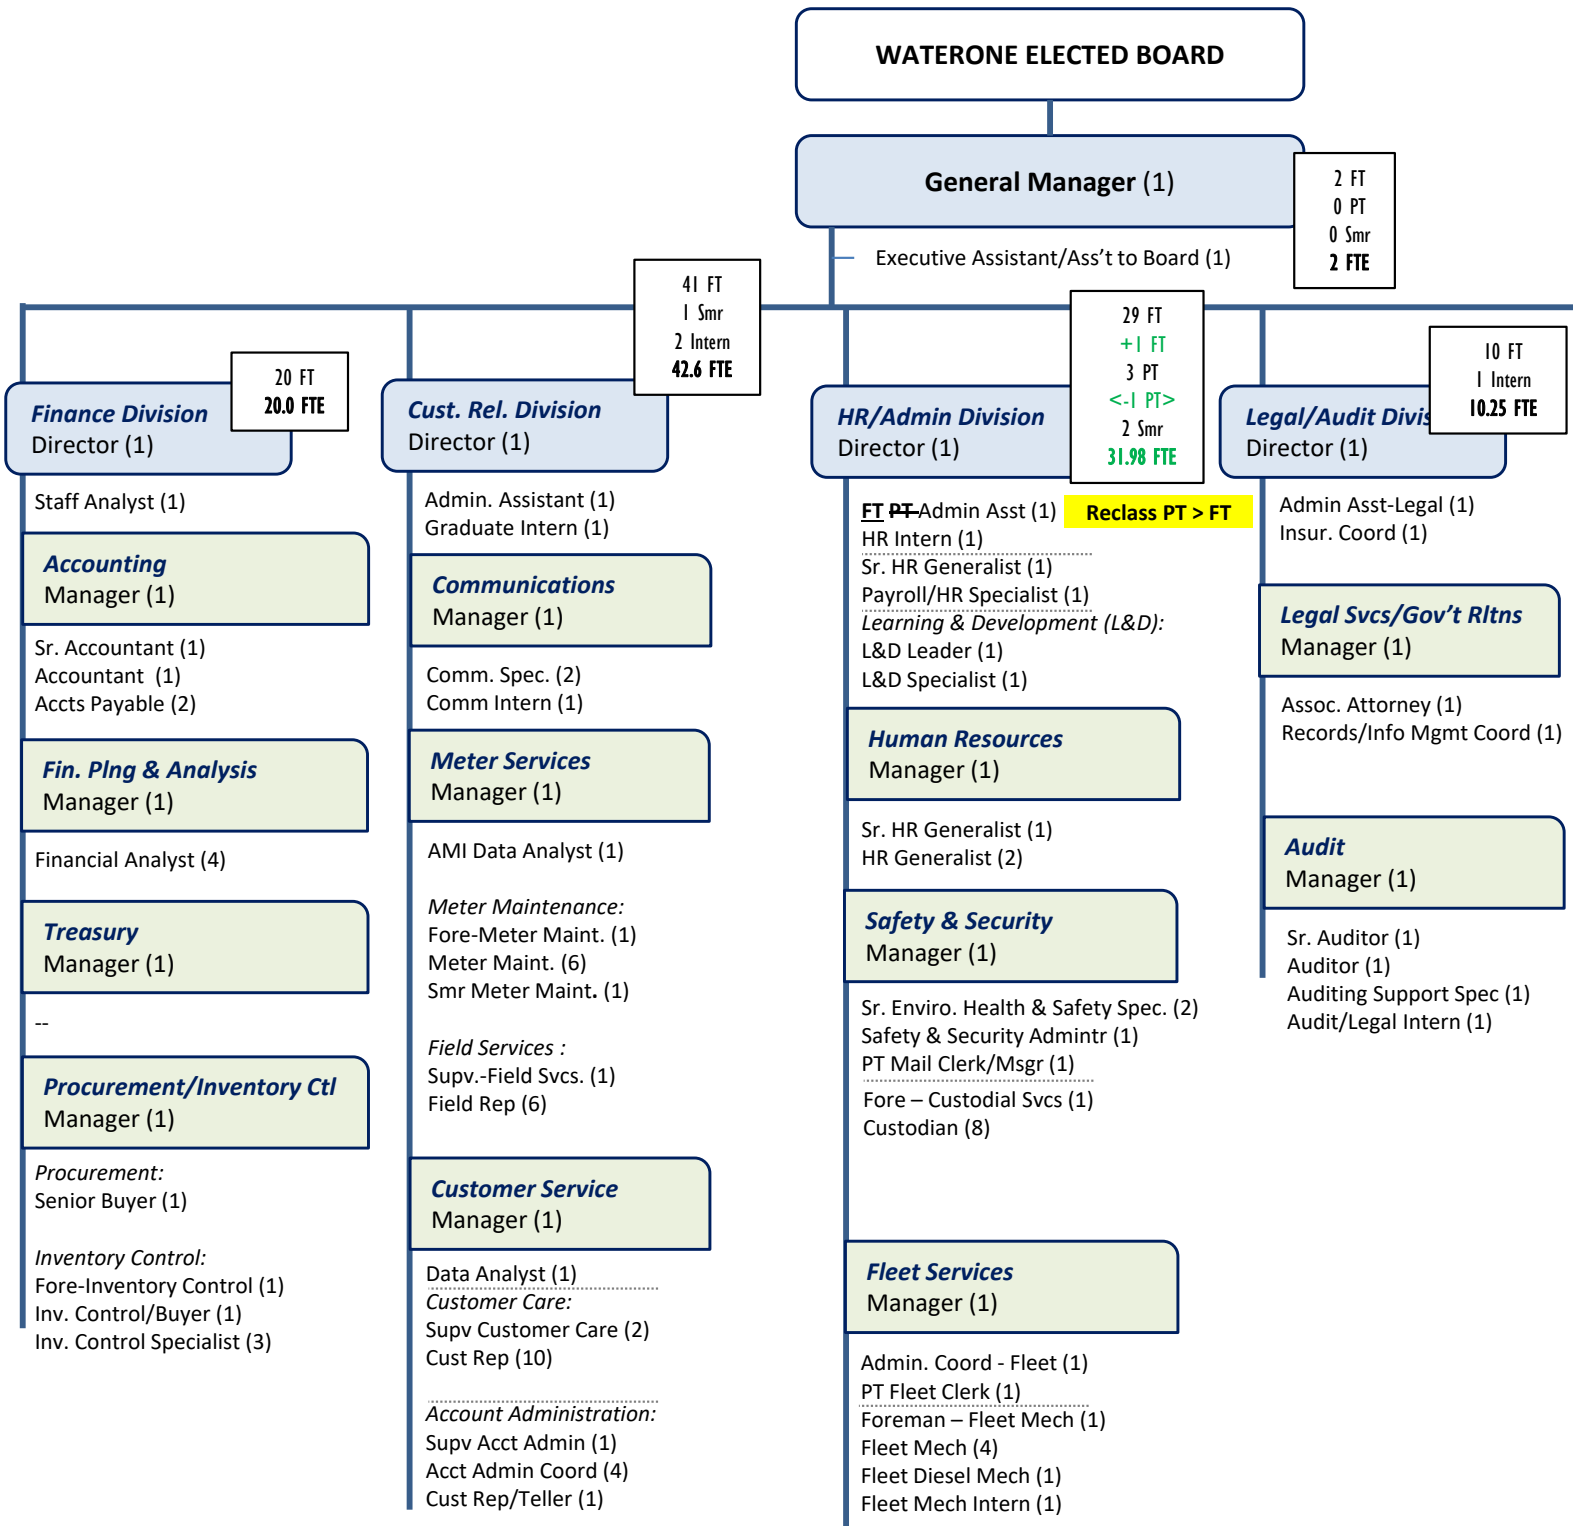 WATERONE ELECTED BOARD
General Manager (1)
2 FT
0 PT
0 Smr
2 FTE
Executive Assistant/Ass't to Board (1)
20 FT
20.0 FTE
Finance Division
Director (1)
Staff Analyst (1)
Accounting
Manager (1)
Sr. Accountant (1)
Accountant  (1)
Accts Payable (2)
Fin. Plng & Analysis
Manager (1)
Financial Analyst (4)
Treasury
Manager (1)
--
Procurement/Inventory Ctl
Manager (1)
Procurement:
Senior Buyer (1)
Inventory Control:
Fore-Inventory Control (1)
Inv. Control/Buyer (1)
Inv. Control Specialist (3)
41 FT
1 Smr
2 Intern
42.6 FTE
Cust. Rel. Division
Director (1)
Admin. Assistant (1)
Graduate Intern (1)
Communications
Manager (1)
Comm. Spec. (2)
Comm Intern (1)
Meter Services
Manager (1)
AMI Data Analyst (1)
Meter Maintenance:
Fore-Meter Maint. (1)
Meter Maint. (6)
Smr Meter Maint. (1)
Field Services :
Supv.-Field Svcs. (1)
Field Rep (6)
Customer Service
Manager (1)
Data Analyst (1)
Customer Care:
Supv Customer Care (2)
Cust Rep (10)
Account Administration:
Supv Acct Admin (1)
Acct Admin Coord (4)
Cust Rep/Teller (1)
29 FT
+1 FT
3 PT
<-1 PT>
2 Smr
31.98 FTE
HR/Admin Division
Director (1)
FT PT Admin Asst (1) Reclass PT > FT
HR Intern (1)
Sr. HR Generalist (1)
Payroll/HR Specialist (1)
Learning & Development (L&D):
L&D Leader (1)
L&D Specialist (1)
Human Resources
Manager (1)
Sr. HR Generalist (1)
HR Generalist (2)
Safety & Security
Manager (1)
Sr. Enviro. Health & Safety Spec. (2)
Safety & Security Admintr (1)
PT Mail Clerk/Msgr (1)
Fore – Custodial Svcs (1)
Custodian (8)
Fleet Services
Manager (1)
Admin. Coord - Fleet (1)
PT Fleet Clerk (1)
Foreman – Fleet Mech (1)
Fleet Mech (4)
Fleet Diesel Mech (1)
Fleet Mech Intern (1)
10 FT
1 Intern
10.25 FTE
Legal/Audit Divis
Director (1)
Admin Asst-Legal (1)
Insur. Coord (1)
Legal Svcs/Gov't Rltns
Manager (1)
Assoc. Attorney (1)
Records/Info Mgmt Coord (1)
Audit
Manager (1)
Sr. Auditor (1)
Auditor (1)
Auditing Support Spec (1)
Audit/Legal Intern (1)